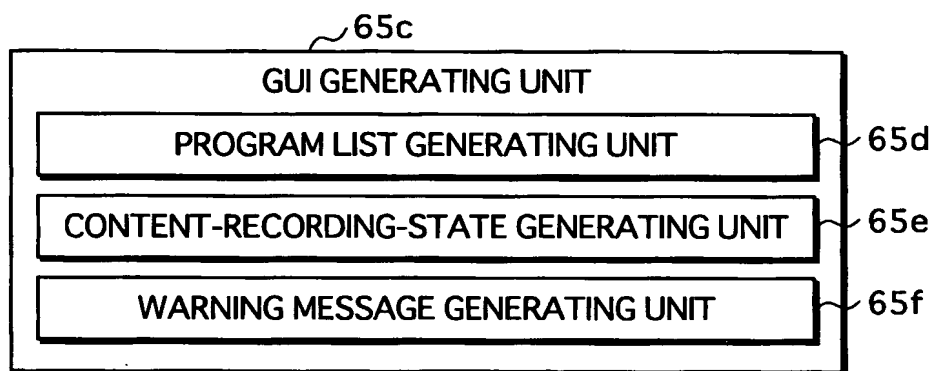 65c
GUI GENERATING UNIT
PROGRAM LIST GENERATING UNIT
65d
CONTENT-RECORDING-STATE GENERATING UNIT
65e
WARNING MESSAGE GENERATING UNIT
65f